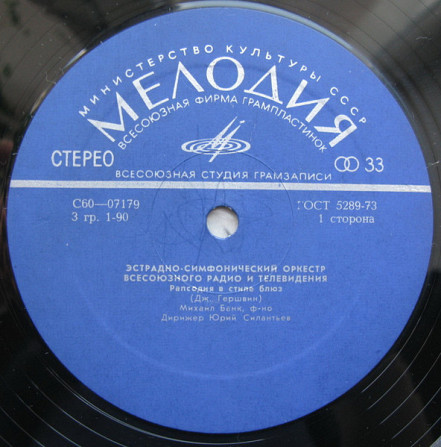 МИНИСТЕРСТВО КУЛЬТУРЫ СССР
МЕЛОДИЯ
ВСЕСОЮЗНАЯ ФИРМА ГРАМПЛАСТИНОК
СТЕРЕО
33
ВСЕСОЮЗНАЯ СТУДИЯ ГРАМЗАПИСИ
С60—07179
ГОСТ 5289-73
3 гр. 1-90
1 сторона
ЭСТРАДНО-СИМФОНИЧЕСКИЙ ОРКЕСТР
ВСЕСОЮЗНОГО РАДИО И ТЕЛЕВИДЕНИЯ
Рапсодия в стиле блюз
(Дж. Гершвин)
Михаил Банк, ф-но
Дирижер Юрий Силантьев